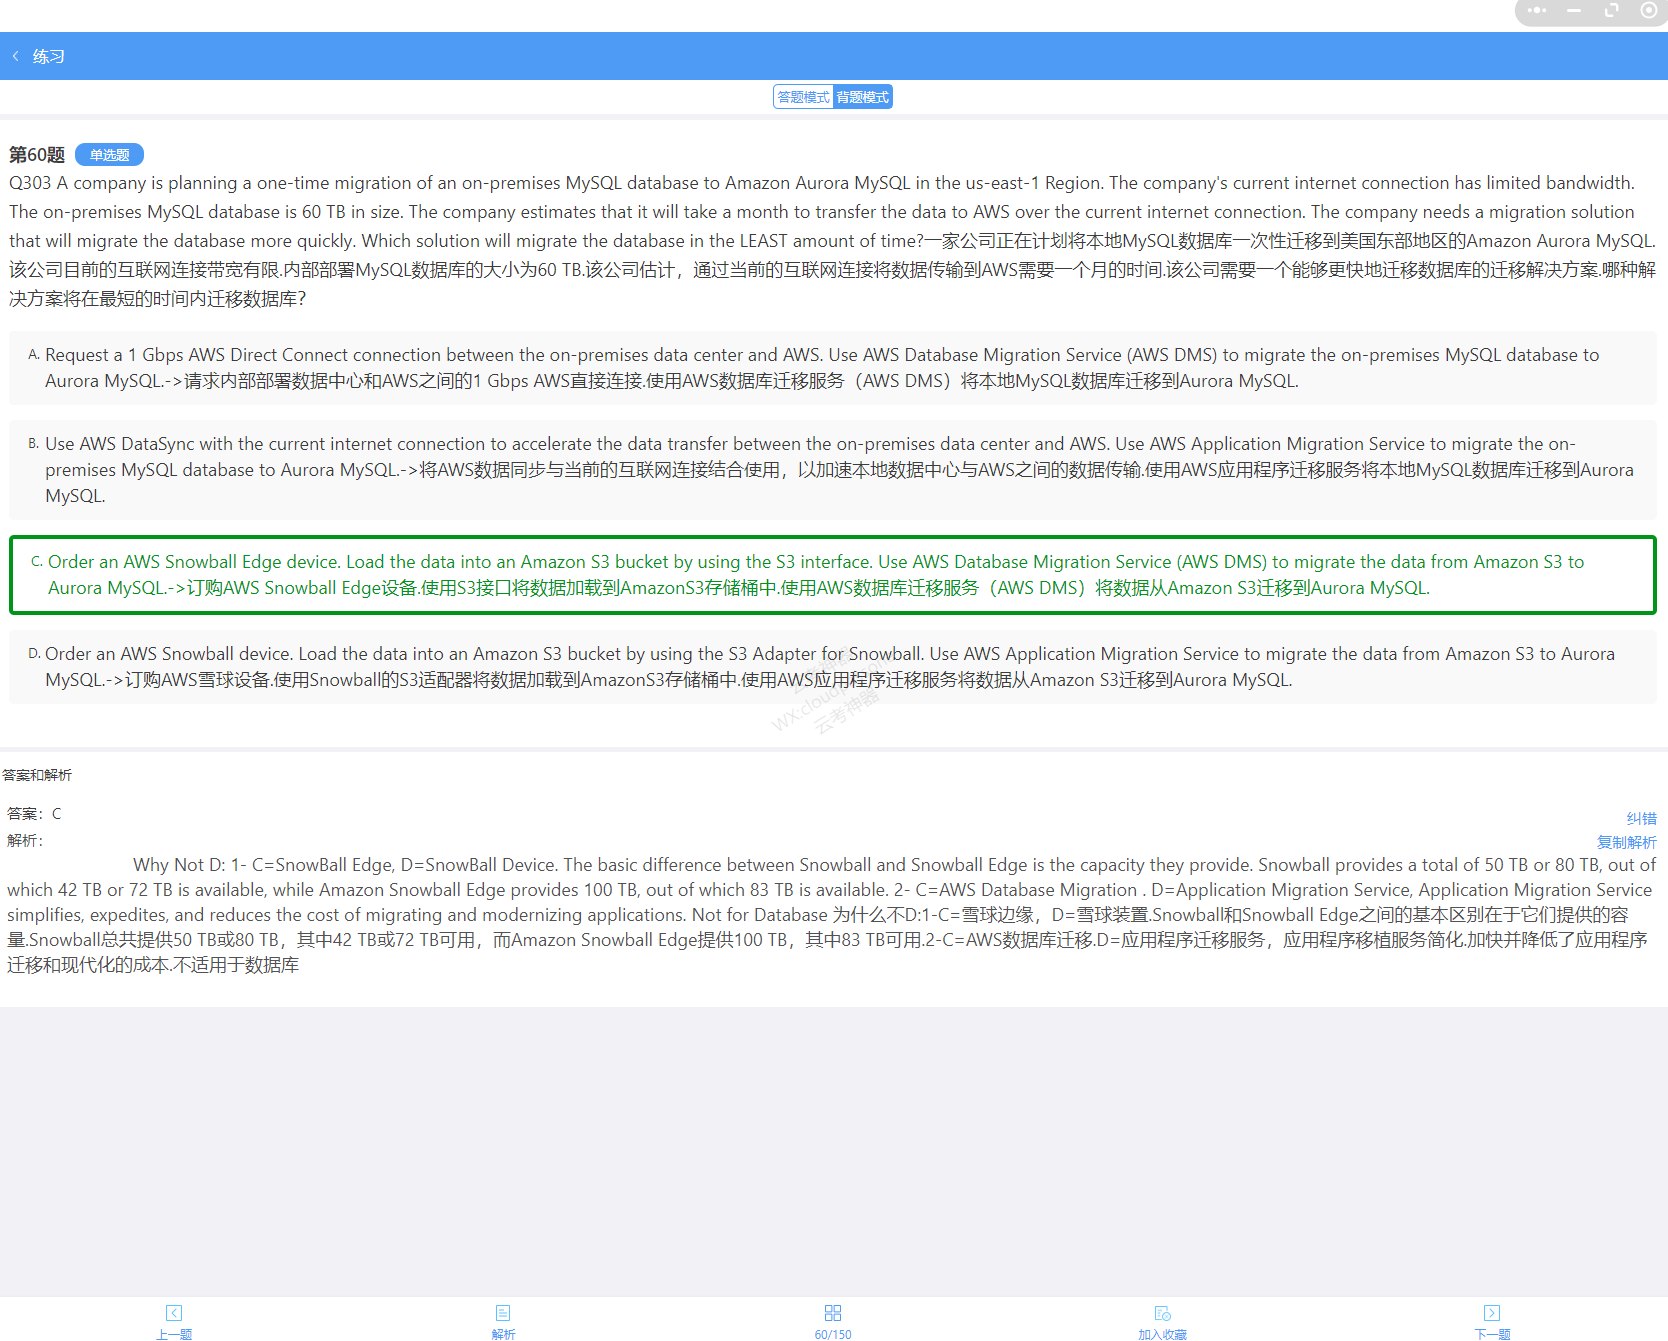 练习
答题模式 背题模式
第60题 单选题
Q303 A company is planning a one-time migration of an on-premises MySQL database to Amazon Aurora MySQL in the us-east-1 Region. The company's current internet connection has limited bandwidth.
The on-premises MySQL database is 60 TB in size. The company estimates that it will take a month to transfer the data to AWS over the current internet connection. The company needs a migration solution
that will migrate the database more quickly. Which solution will migrate the database in the LEAST amount of time?一家公司正在计划将本地MySQL数据库一次性迁移到美国东部地区的Amazon Aurora MySQL.
该公司目前的互联网连接带宽有限.内部部署MySQL数据库的大小为60 TB.该公司估计，通过当前的互联网连接将数据传输到AWS需要一个月的时间.该公司需要一个能够更快地迁移数据库的迁移解决方案.哪种解
决方案将在最短的时间内迁移数据库?
A. Request a 1 Gbps AWS Direct Connect connection between the on-premises data center and AWS. Use AWS Database Migration Service (AWS DMS) to migrate the on-premises MySQL database to
Aurora MySQL.->请求内部部署数据中心和AWS之间的1 Gbps AWS直接连接.使用AWS数据库迁移服务（AWS DMS）将本地MySQL数据库迁移到Aurora MySQL.
B. Use AWS DataSync with the current internet connection to accelerate the data transfer between the on-premises data center and AWS. Use AWS Application Migration Service to migrate the on-
premises MySQL database to Aurora MySQL.->将AWS数据同步与当前的互联网连接结合使用，以加速本地数据中心与AWS之间的数据传输.使用AWS应用程序迁移服务将本地MySQL数据库迁移到Aurora
MySQL.
C. Order an AWS Snowball Edge device. Load the data into an Amazon S3 bucket by using the S3 interface. Use AWS Database Migration Service (AWS DMS) to migrate the data from Amazon S3 to
Aurora MySQL.->订购AWS Snowball Edge设备.使用S3接口将数据加载到AmazonS3存储桶中.使用AWS数据库迁移服务（AWS DMS）将数据从Amazon S3迁移到Aurora MySQL.
D. Order an AWS Snowball device. Load the data into an Amazon S3 bucket by using the S3 Adapter for Snowball. Use AWS Application Migration Service to migrate the data from Amazon S3 to Aurora
MySQL.->订购AWS雪球设备.使用Snowball的S3适配器将数据加载到AmazonS3存储桶中.使用AWS应用程序迁移服务将数据从Amazon S3迁移到Aurora MySQL.
云考神器
答案和解析
答案：C
纠错
解析：
复制解析
Why Not D: 1- C=SnowBall Edge, D=SnowBall Device. The basic difference between Snowball and Snowball Edge is the capacity they provide. Snowball provides a total of 50 TB or 80 TB, out of
which 42 TB or 72 TB is available, while Amazon Snowball Edge provides 100 TB, out of which 83 TB is available. 2- C=AWS Database Migration . D=Application Migration Service, Application Migration Service
simplifies, expedites, and reduces the cost of migrating and modernizing applications. Not for Database 为什么不D:1-C=雪球边缘，D=雪球装置.Snowball和Snowball Edge之间的基本区别在于它们提供的容
量.Snowball总共提供50 TB或80 TB，其中42 TB或72 TB可用，而Amazon Snowball Edge提供100 TB，其中83 TB可用.2-C=AWS数据库迁移.D=应用程序迁移服务，应用程序移植服务简化.加快并降低了应用程序
迁移和现代化的成本.不适用于数据库
上一题 解析 60/150 加入收藏 下一题